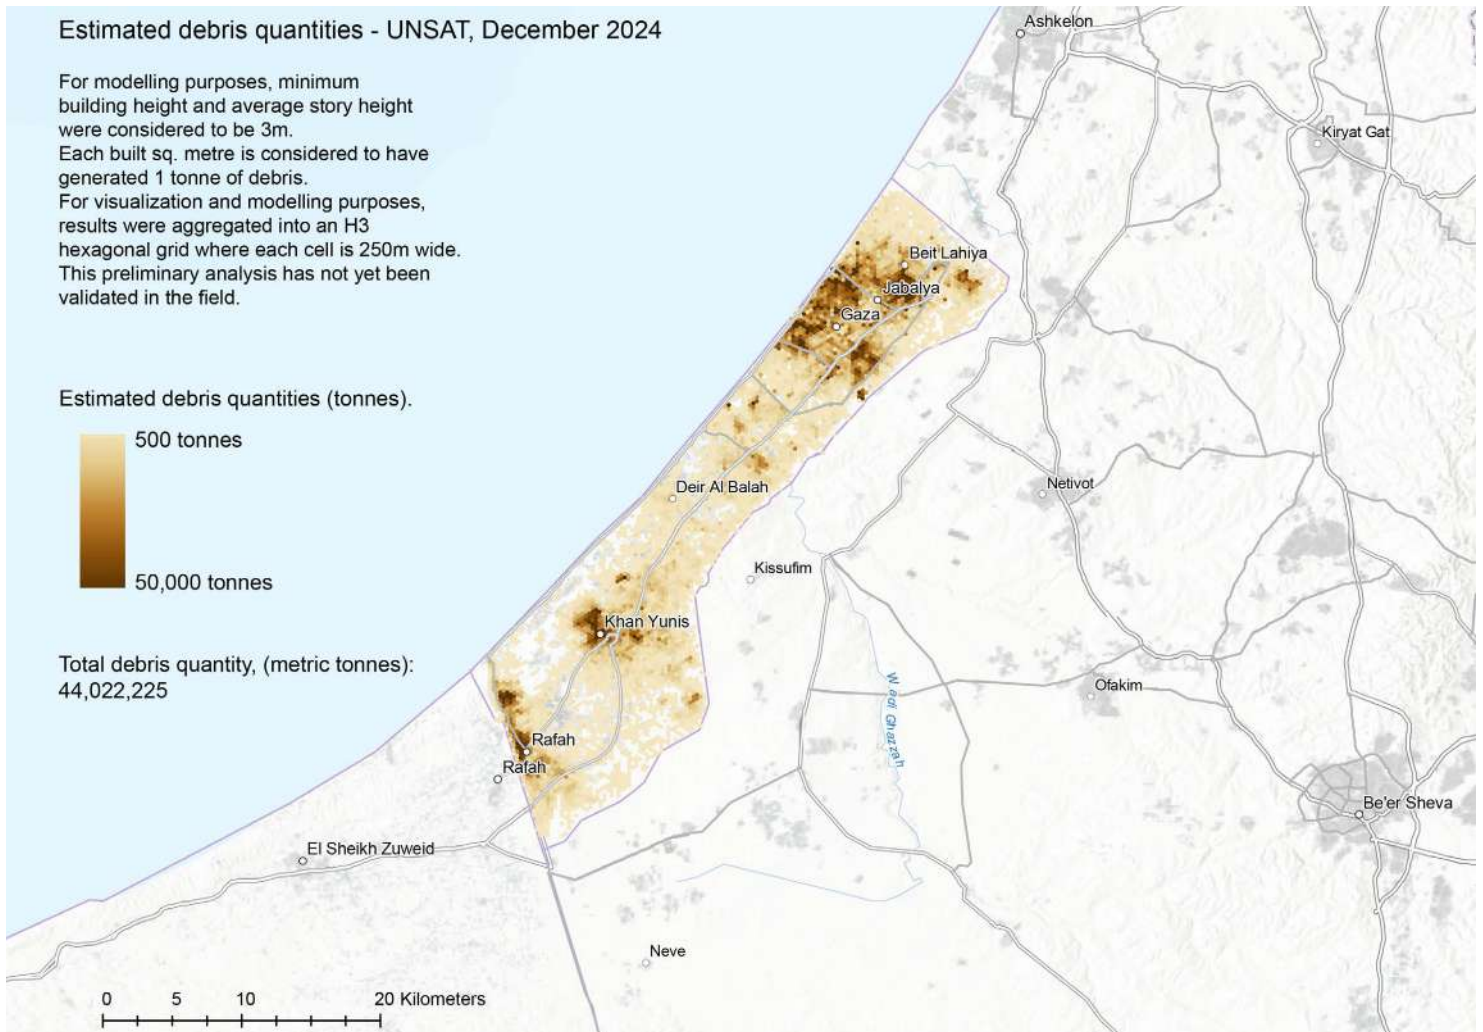 Estimated debris quantities - UNSAT, December 2024
For modelling purposes, minimum
building height and average story height
were considered to be 3m.
Each built sq. metre is considered to have
generated 1 tonne of debris.
For visualization and modelling purposes,
results were aggregated into an H3
hexagonal grid where each cell is 250m wide.
This preliminary analysis has not yet been
validated in the field.
Estimated debris quantities (tonnes).
500 tonnes
50,000 tonnes
Total debris quantity, (metric tonnes):
44,022,225
Ashkelon
Kiryat Gat
Beit Lahiya
Jabalya
Gaza
Deir Al Balah
Netivot
Kissufim
Khan Yunis
Ofakim
Wadi Ghazzah
Rafah
Rafah
Be'er Sheva
El Sheikh Zuweid
Neve
0 5 10 20 Kilometers